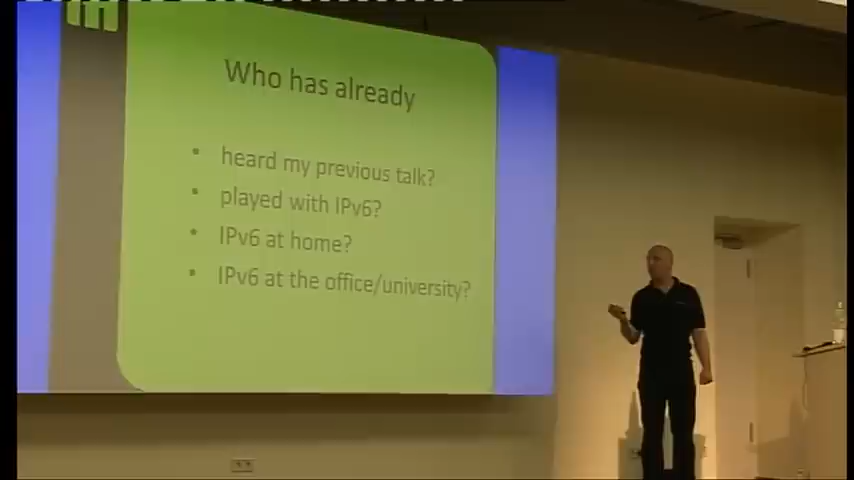 Who has already
• heard my previous talk?
• played with IPv6?
• IPv6 at home?
• IPv6 at the office/university?